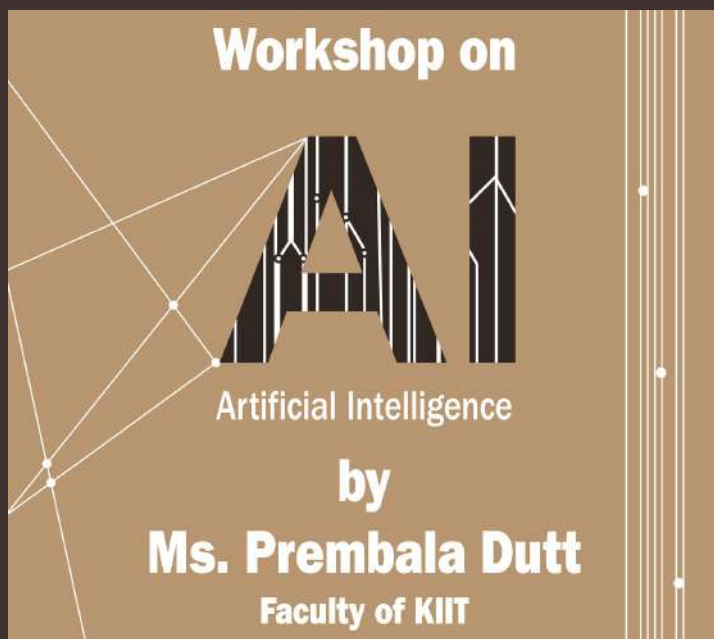 Workshop on
AI
Artificial Intelligence
by
Ms. Prembala Dutt
Faculty of KIIT